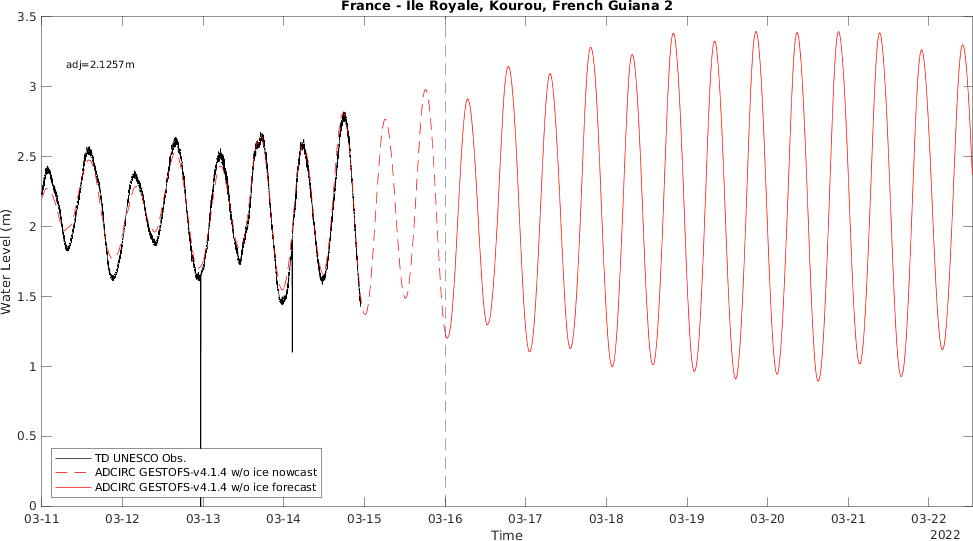 France - Ile Royale, Kourou, French Guiana 2
3.5
3
2.5
2
1.5
1
0.5
0
Water Level (m)
adj=2.1257m
TD UNESCO Obs.
ADCIRC GESTOFS-v4.1.4 w/o ice nowcast
ADCIRC GESTOFS-v4.1.4 w/o ice forecast
03-11 03-12 03-13 03-14 03-15 03-16 03-17 03-18 03-19 03-20 03-21 03-22
Time
2022